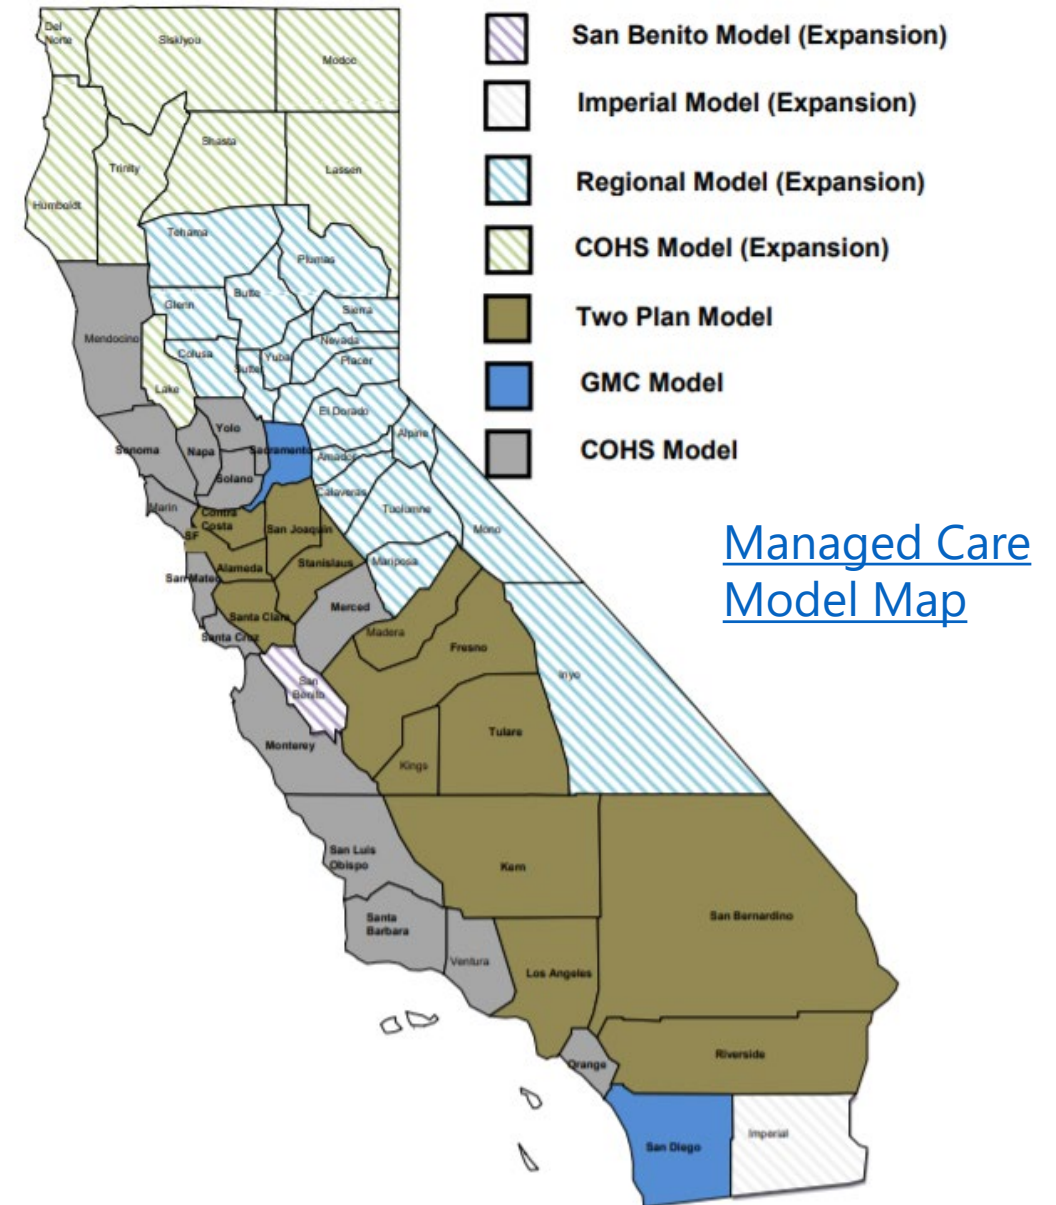 Del
Norte
Siskiyou
Modoc
Shasta
Trinity
Lassen
Humboldt
Tehama
Plumas
Butte
Glenn
Sierra
Mendocino
Nevada
Colusa
Sutter
Yuba
Placer
Lake
El Dorado
Yolo
Alpine
Sonoma
Napa
Sacramento
Amador
Solano
Calaveras
Marin
Tuolumne
Contra
Costa
San Joaquin
Mono
SF
Alameda
Stanislaus
Mariposa
San Mateo
Merced
Santa Clara
Santa Cruz
Madera
Fresno
San
Benito
Inyo
Tulare
Monterey
Kings
San Luis
Obispo
Kern
Santa
Barbara
San Bernardino
Ventura
Los Angeles
Riverside
Orange
Imperial
San Diego
San Benito Model (Expansion)
Imperial Model (Expansion)
Regional Model (Expansion)
COHS Model (Expansion)
Two Plan Model
GMC Model
COHS Model
Managed Care
Model Map